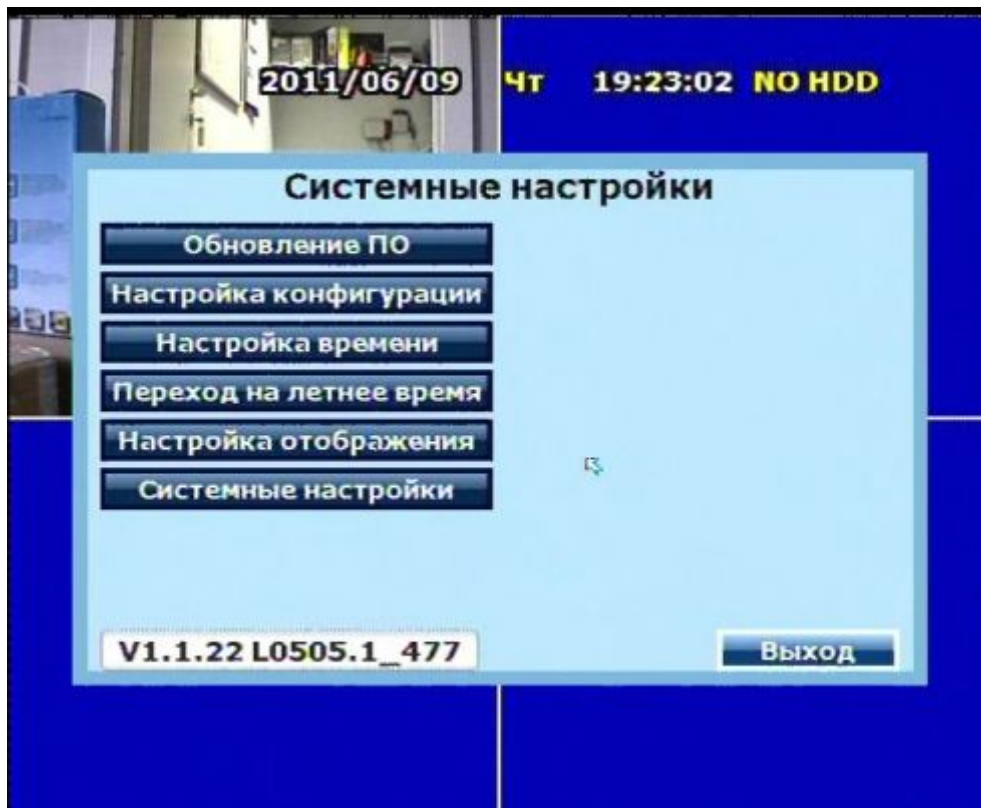 2011/06/09 Чт 19:23:02 NO HDD
Системные настройки
Обновление ПО
Настройка конфигурации
Настройка времени
Переход на летнее время
Настройка отображения
Системные настройки
V1.1.22 L0505.1_477
Выход